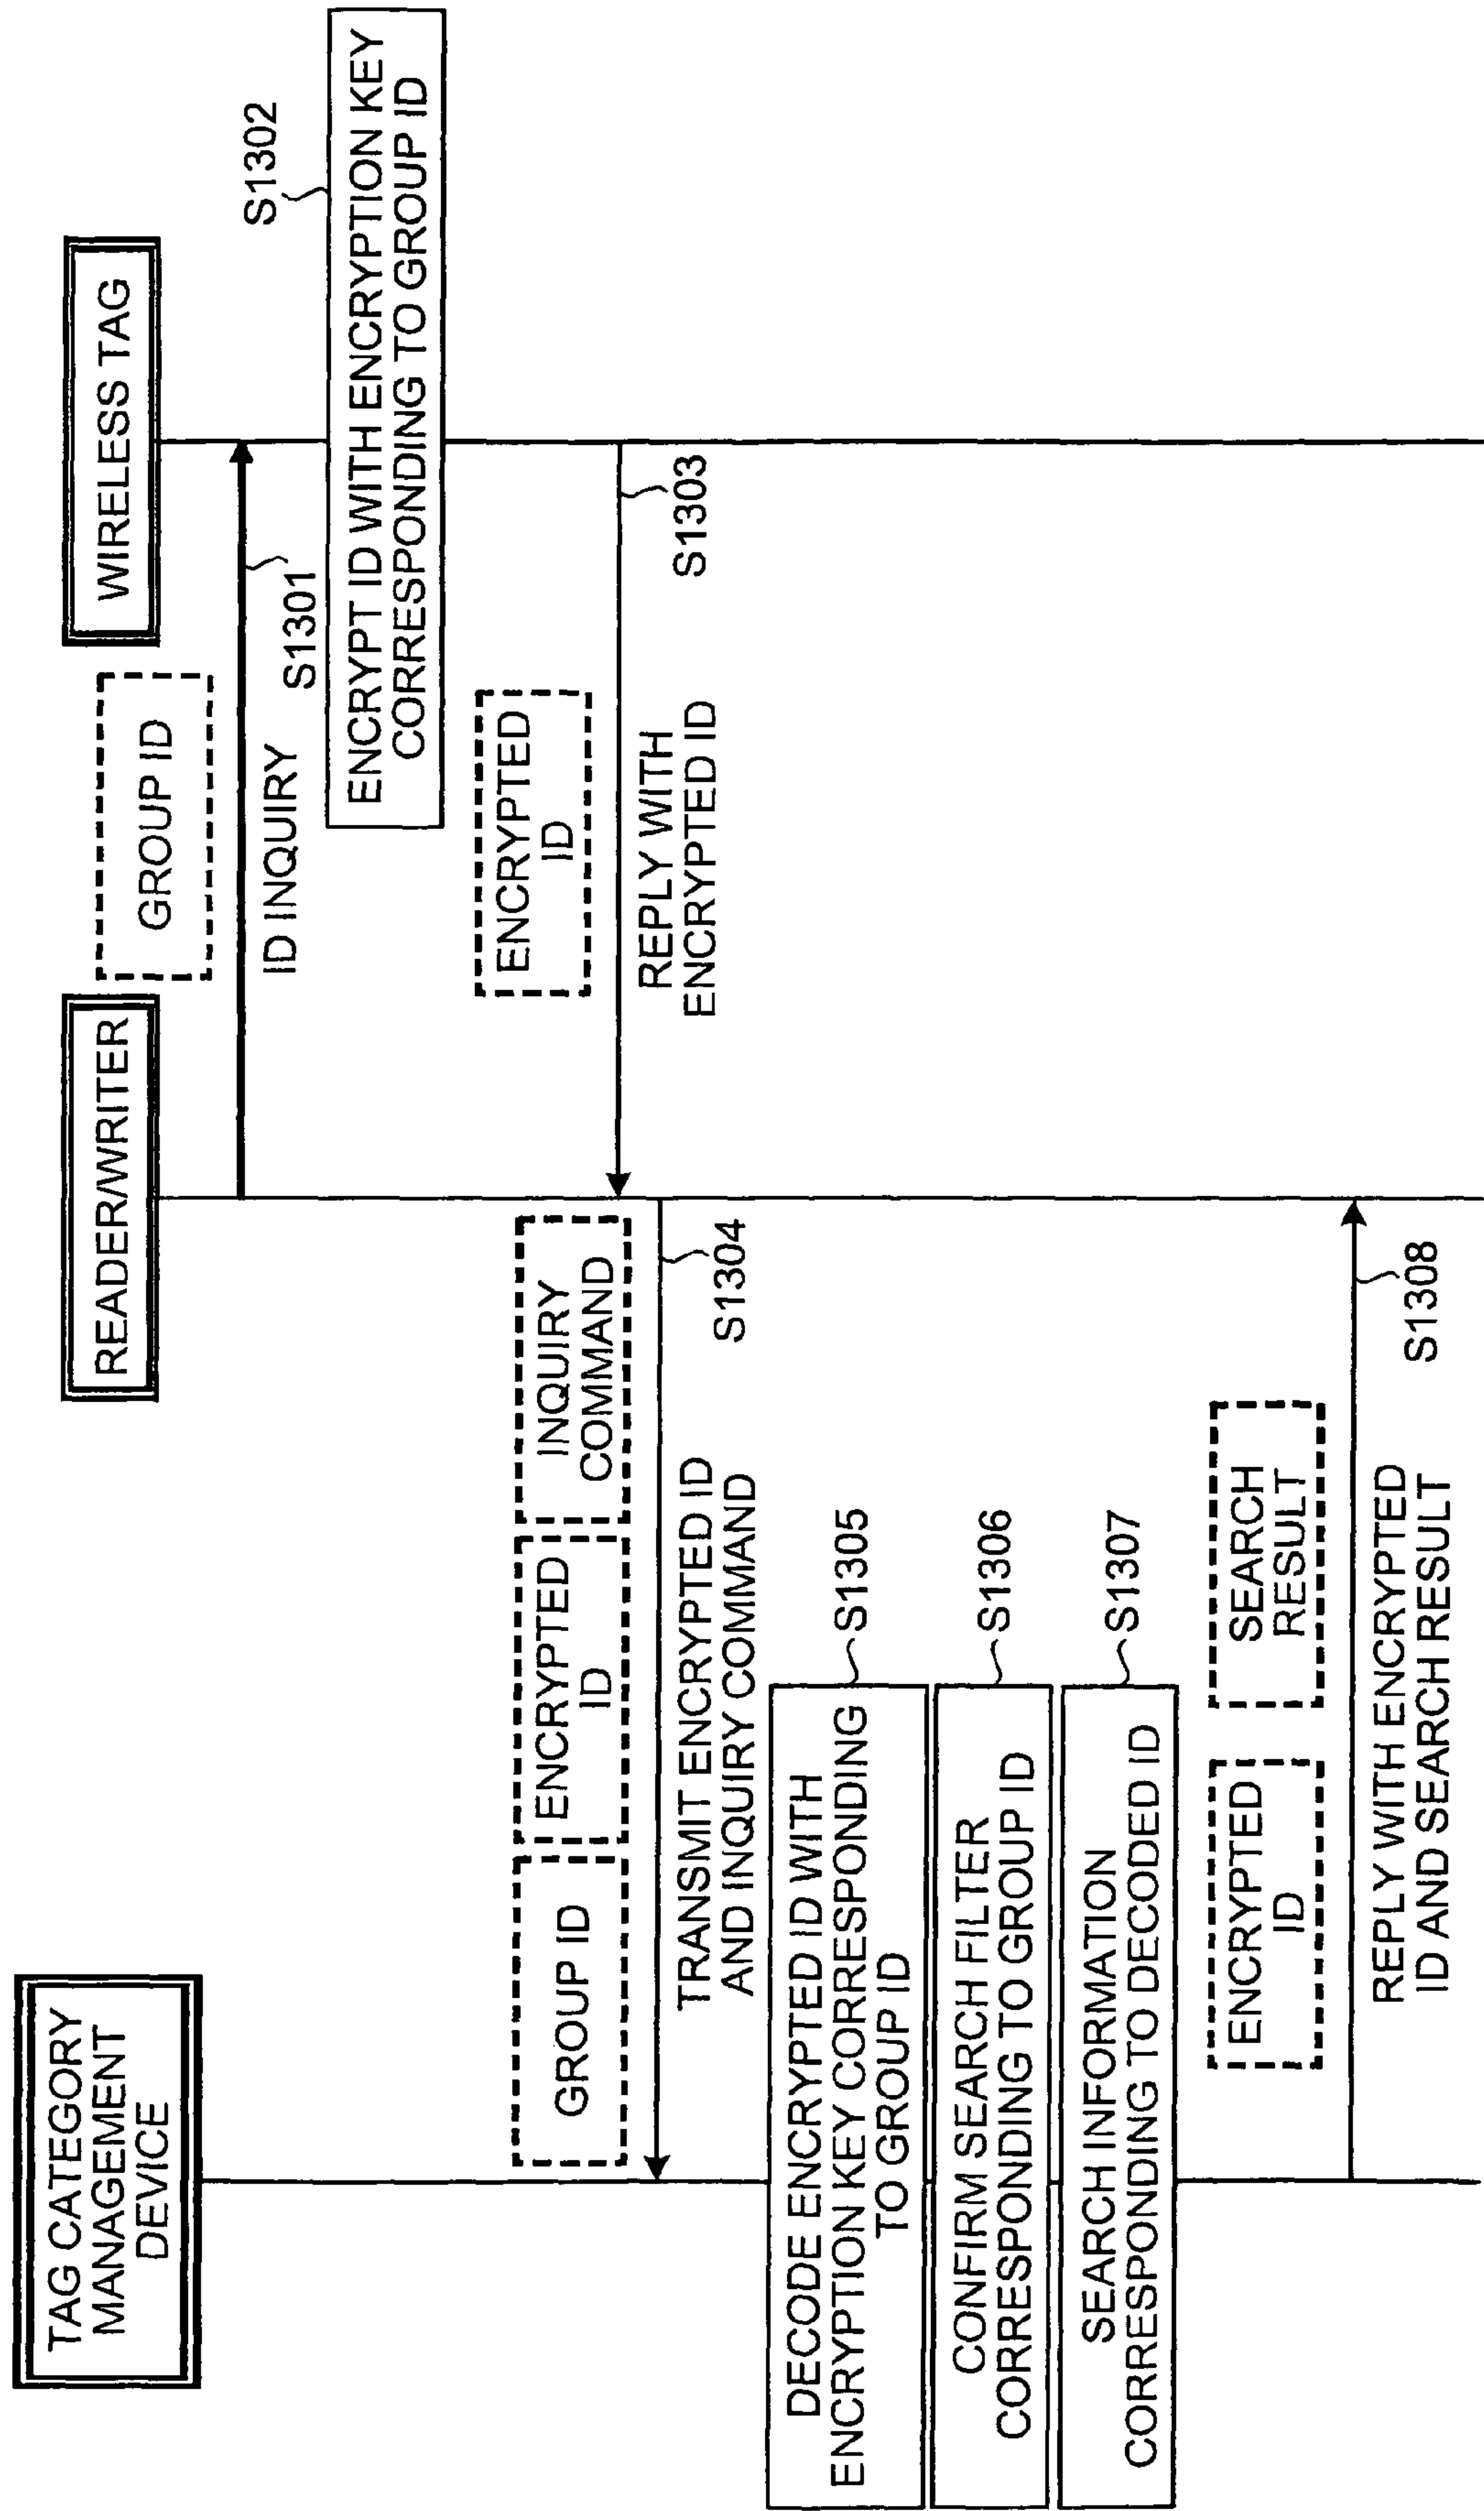 TAG CATEGORY
MANAGEMENT
DEVICE
READER/WRITER
WIRELESS TAG
GROUP ID
ID INQUIRY
S1301
S1302
ENCRYPT ID WITH ENCRYPTION KEY
CORRESPONDING TO GROUP ID
ENCRYPTED
ID
REPLY WITH
ENCRYPTED ID
S1303
GROUP ID
ENCRYPTED
ID
INQUIRY
COMMAND
TRANSMIT ENCRYPTED ID
AND INQUIRY COMMAND
S1304
DECODE ENCRYPTED ID WITH
ENCRYPTION KEY CORRESPONDING
TO GROUP ID
S1305
CONFIRM SEARCH FILTER
CORRESPONDING TO GROUP ID
S1306
SEARCH INFORMATION
CORRESPONDING TO DECODED ID
S1307
ENCRYPTED
ID
SEARCH
RESULT
REPLY WITH ENCRYPTED
ID AND SEARCH RESULT
S1308